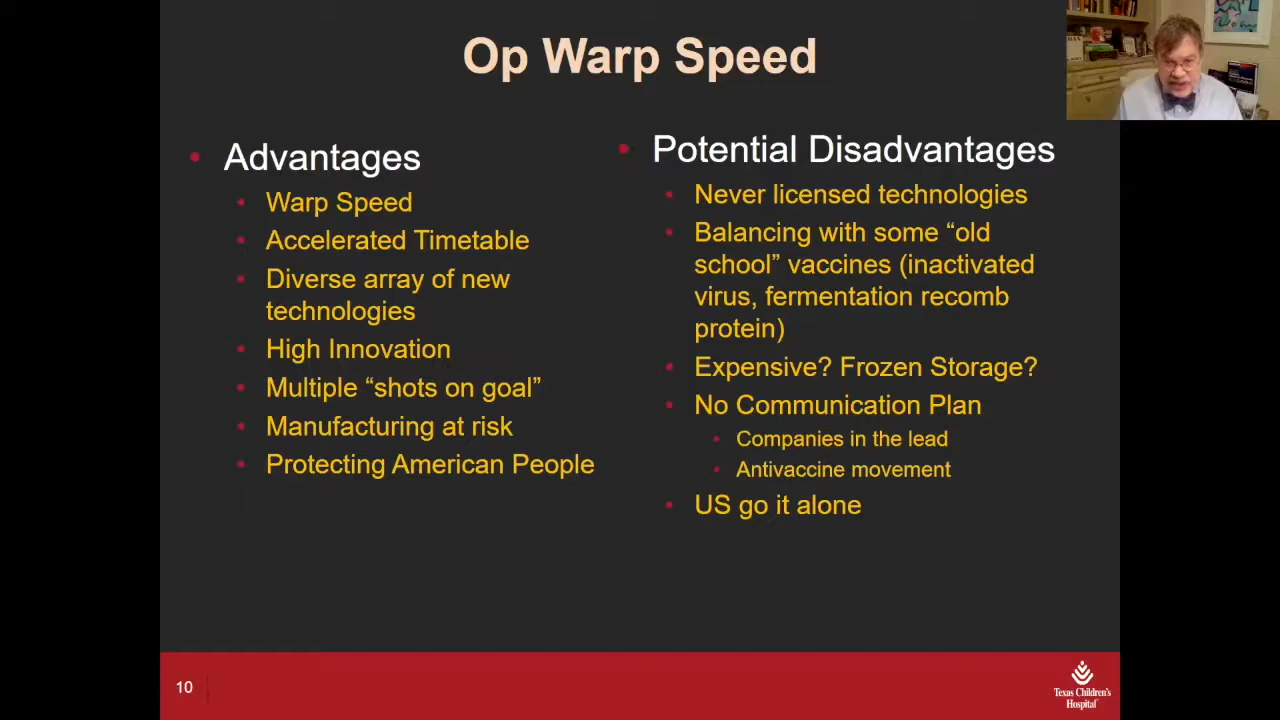 Op Warp Speed
• Advantages
• Warp Speed
• Accelerated Timetable
• Diverse array of new
technologies
• High Innovation
• Multiple “shots on goal”
• Manufacturing at risk
• Protecting American People
• Potential Disadvantages
• Never licensed technologies
• Balancing with some “old
school” vaccines (inactivated
virus, fermentation recomb
protein)
• Expensive? Frozen Storage?
• No Communication Plan
• Companies in the lead
• Antivaccine movement
• US go it alone
10
Texas Children's
Hospital